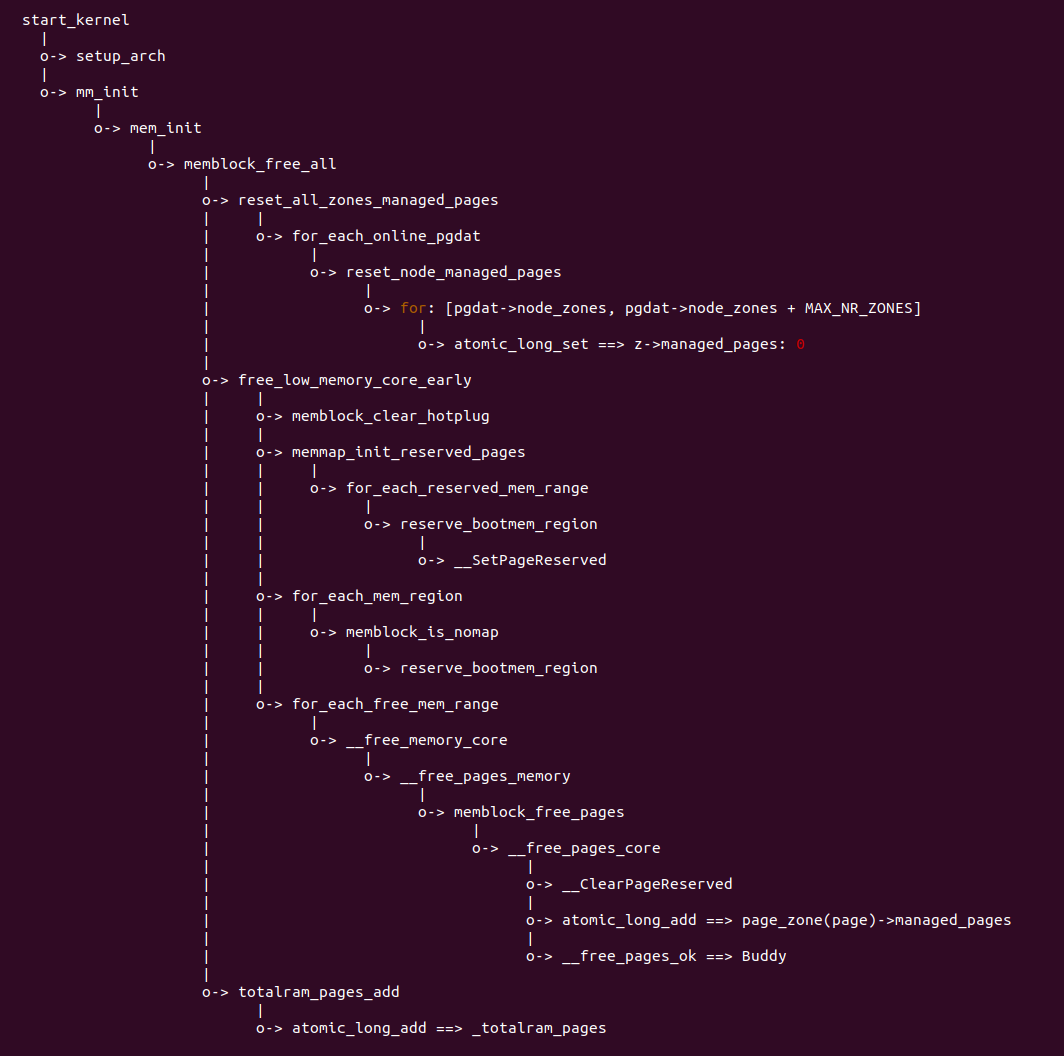 start_kernel
  |
  o-> setup_arch
  |
  o-> mm_init
        |
        o-> mem_init
              |
              o-> memblock_free_all
                    |
                    o-> reset_all_zones_managed_pages
                    |     |
                    |     o-> for_each_online_pgdat
                    |           |
                    |           o-> reset_node_managed_pages
                    |                 |
                    |                 o-> for: [pgdat->node_zones, pgdat->node_zones + MAX_NR_ZONES]
                    |                       |
                    |                       o-> atomic_long_set ==> z->managed_pages: 0
                    |
                    o-> free_low_memory_core_early
                    |     |
                    |     o-> memblock_clear_hotplug
                    |     |
                    |     o-> memmap_init_reserved_pages
                    |     |     |
                    |     |     o-> for_each_reserved_mem_range
                    |     |           |
                    |     |           o-> reserve_bootmem_region
                    |     |                 |
                    |     |                 o-> __SetPageReserved
                    |     |
                    |     o-> for_each_mem_region
                    |     |     |
                    |     |     o-> memblock_is_nomap
                    |     |           |
                    |     |           o-> reserve_bootmem_region
                    |     |
                    |     o-> for_each_free_mem_range
                    |           |
                    |           o-> __free_memory_core
                    |                 |
                    |                 o-> __free_pages_memory
                    |                       |
                    |                       o-> memblock_free_pages
                    |                             |
                    |                             o-> __free_pages_core
                    |                                   |
                    |                                   o-> __ClearPageReserved
                    |                                   |
                    |                                   o-> atomic_long_add ==> page_zone(page)->managed_pages
                    |                                   |
                    |                                   o-> __free_pages_ok ==> Buddy
                    |
                    o-> totalram_pages_add
                          |
                          o-> atomic_long_add ==> _totalram_pages